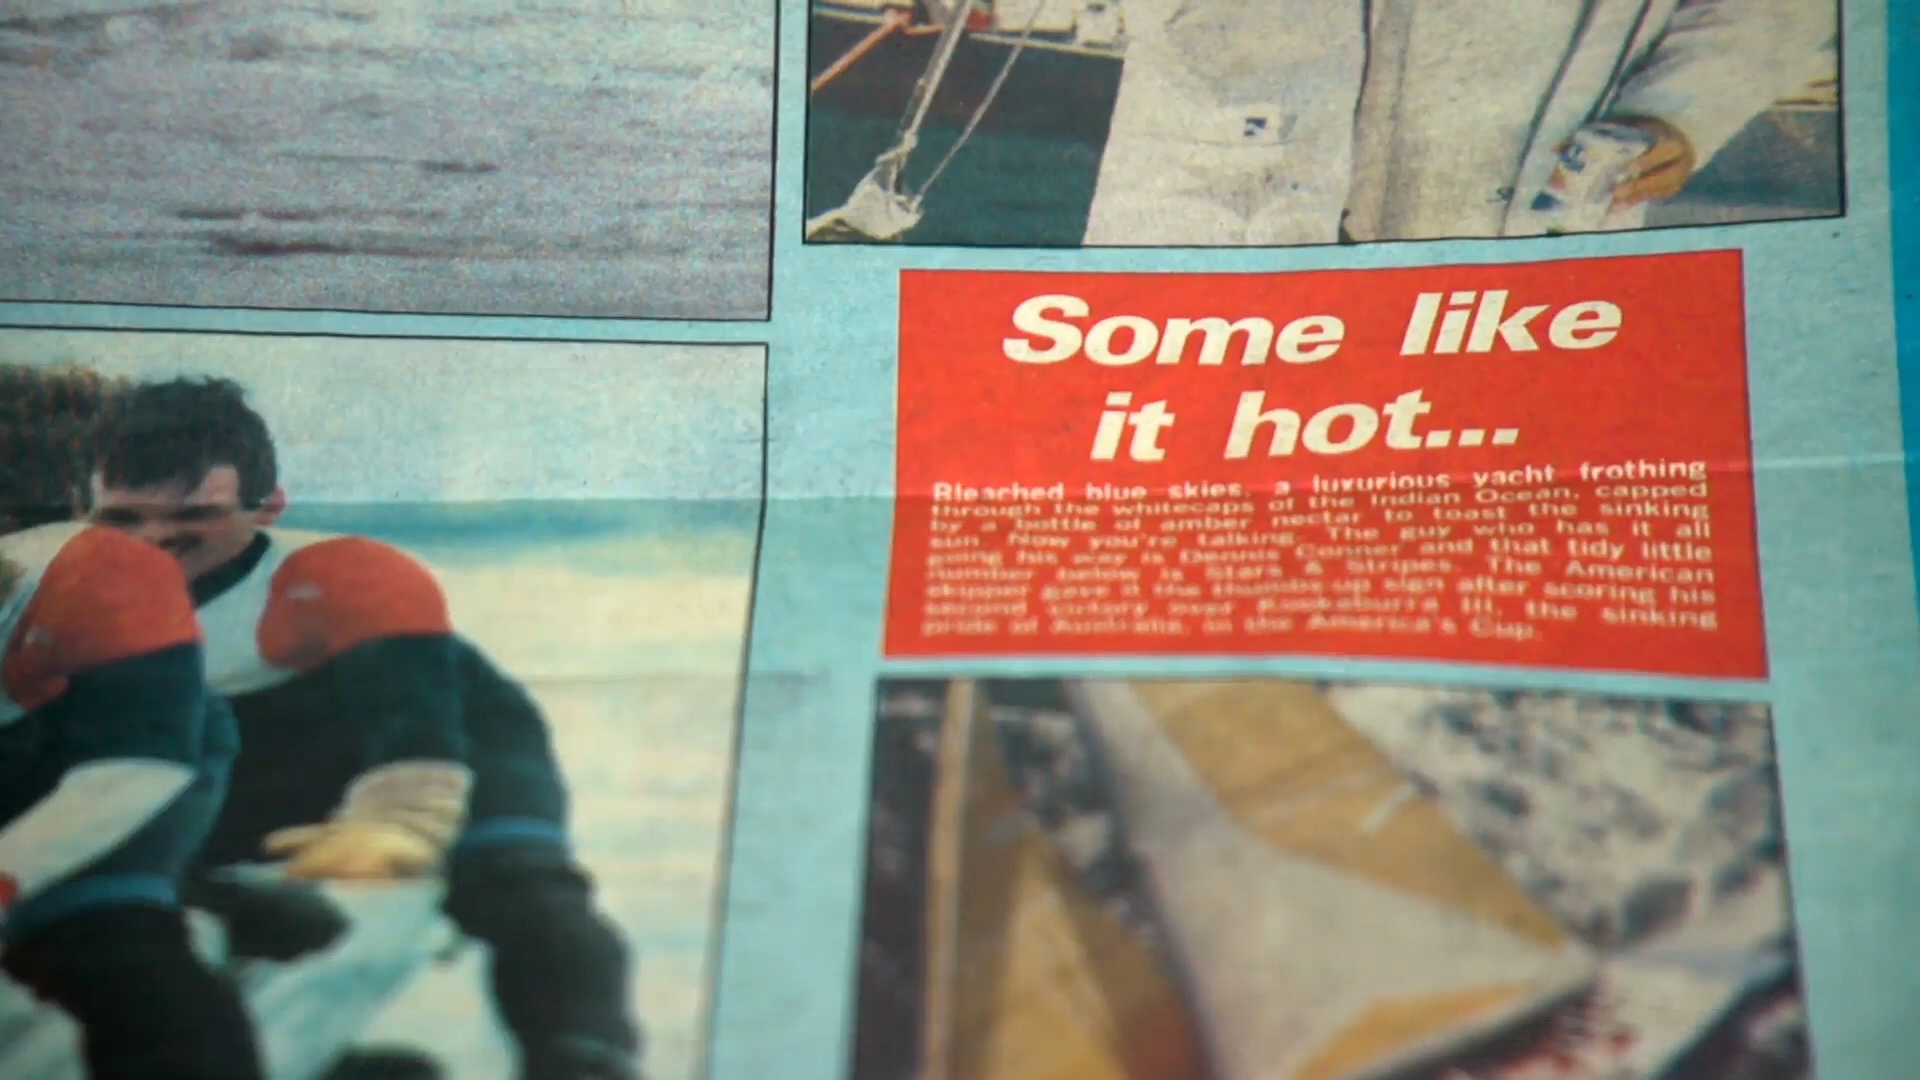 Some like
it hot...
Bleached blue skies, a luxurious yacht frothing
through the whitecaps of the Indian Ocean, capped
by a bottle of amber nectar to toast the sinking
sun. Now you're talking. The guy who has it all
going his way is Dennis Conner and that tidy little
number below is Stars & Stripes. The American
skipper gave it the thumbs-up sign after scoring his
second victory over Kookaburra III, the sinking
pride of Australia, in the America's Cup.